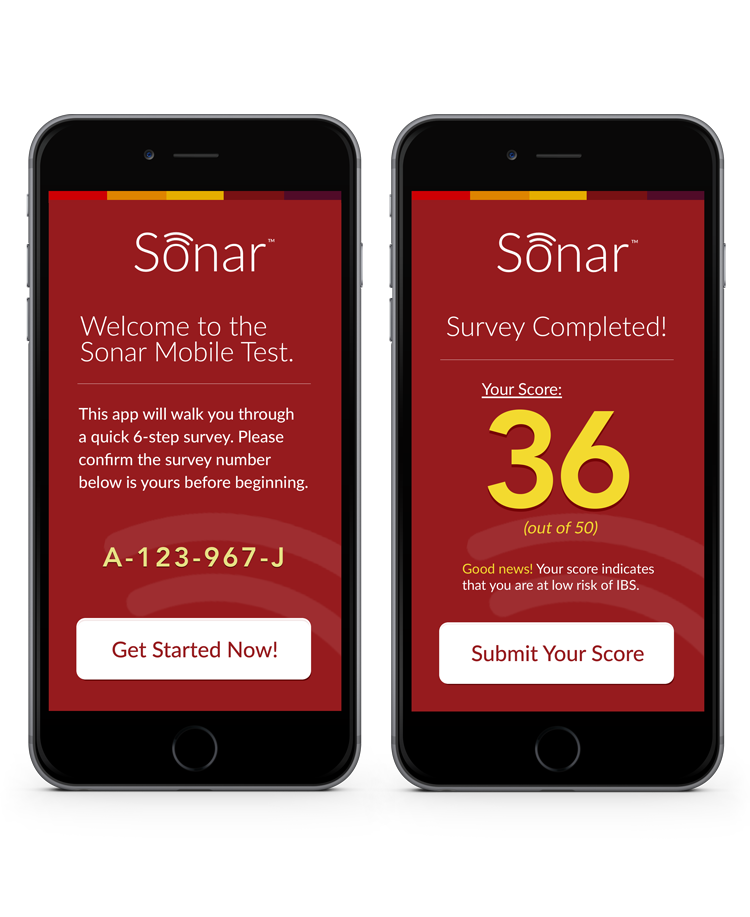 Sonar™
Welcome to the
Sonar Mobile Test.
This app will walk you through
a quick 6-step survey. Please
confirm the survey number
below is yours before beginning.
A-123-967-J
Get Started Now!
Sonar™
Survey Completed!
Your Score:
36
(out of 50)
Good news! Your score indicates
that you are at low risk of IBS.
Submit Your Score